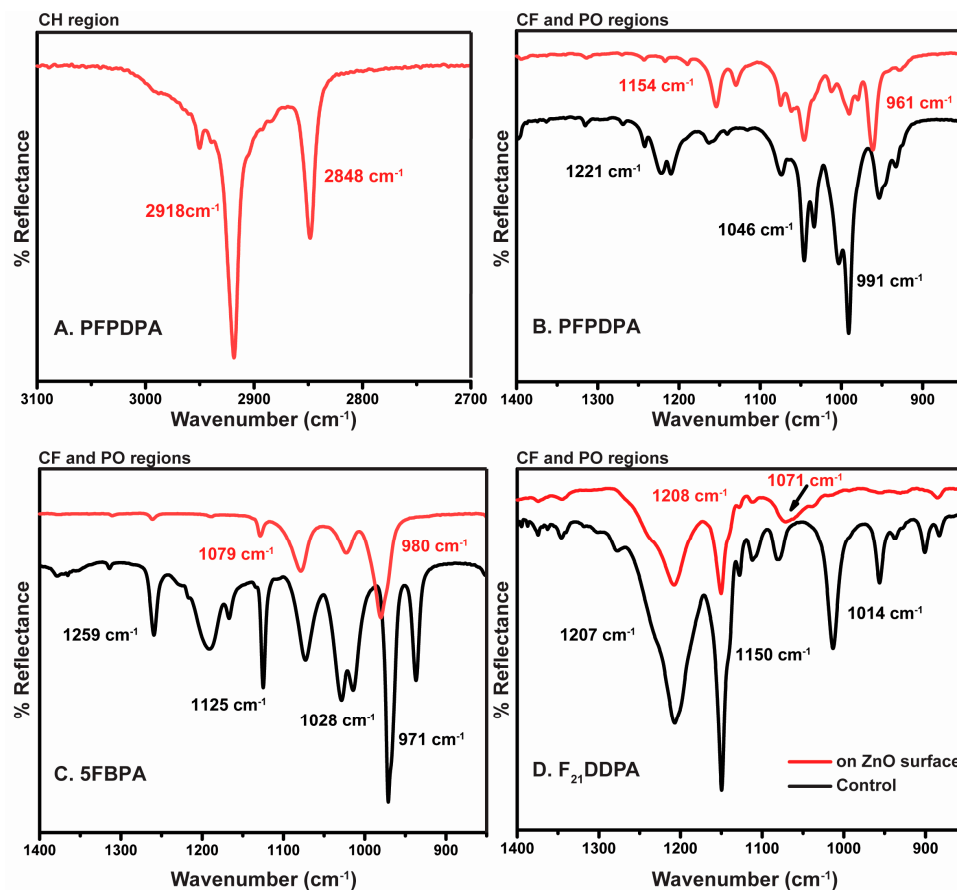 CH region
% Reflectance
2918cm⁻¹
2848 cm⁻¹
A. PFPDPA
3100 3000 2900 2800 2700
Wavenumber (cm⁻¹)
CF and PO regions
% Reflectance
1154 cm⁻¹
961 cm⁻¹
1221 cm⁻¹
1046 cm⁻¹
991 cm⁻¹
B. PFPDPA
1400 1300 1200 1100 1000 900
Wavenumber (cm⁻¹)
CF and PO regions
% Reflectance
1079 cm⁻¹
980 cm⁻¹
1259 cm⁻¹
1125 cm⁻¹
1028 cm⁻¹
971 cm⁻¹
C. 5FBPA
1400 1300 1200 1100 1000 900
Wavenumber (cm⁻¹)
CF and PO regions
% Reflectance
1071 cm⁻¹
1208 cm⁻¹
1207 cm⁻¹
1150 cm⁻¹
1014 cm⁻¹
D. F₂₁DDPA
on ZnO surface
Control
1400 1300 1200 1100 1000 900
Wavenumber (cm⁻¹)